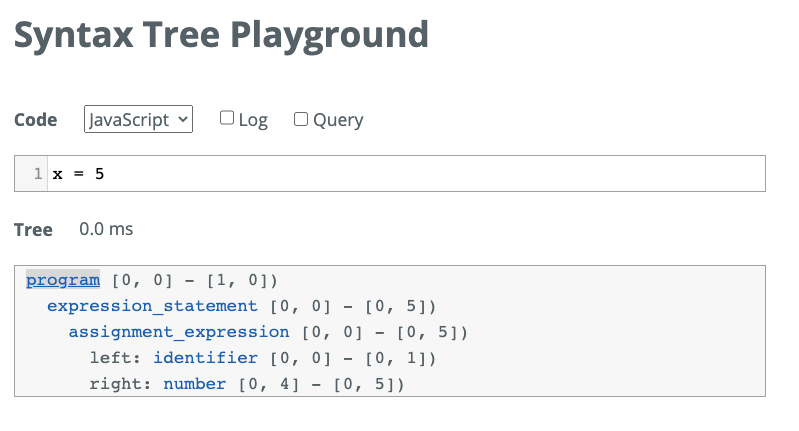 Syntax Tree Playground
Code JavaScript Log Query
1 x = 5
Tree 0.0 ms
program [0, 0] - [1, 0])
expression_statement [0, 0] - [0, 5])
assignment_expression [0, 0] - [0, 5])
left: identifier [0, 0] - [0, 1])
right: number [0, 4] - [0, 5])